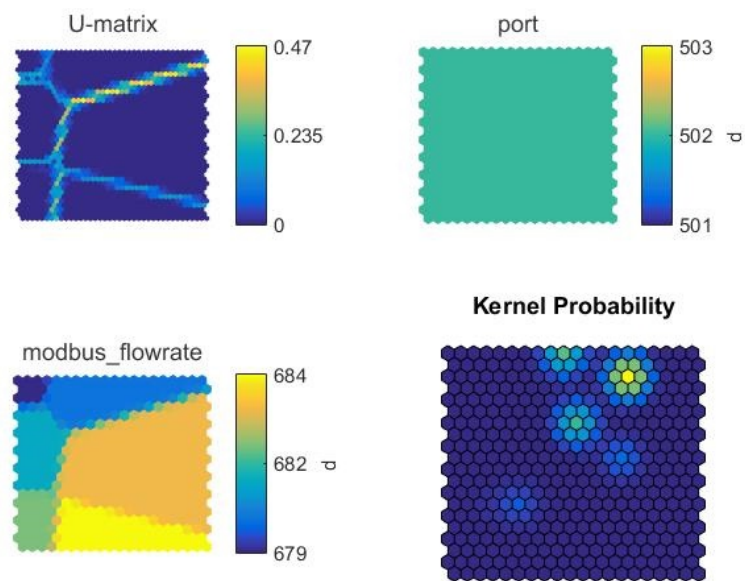 U-matrix
0.47
0.235
0
port
503
502
501
d
modbus_flowrate
684
682
679
d
Kernel Probability